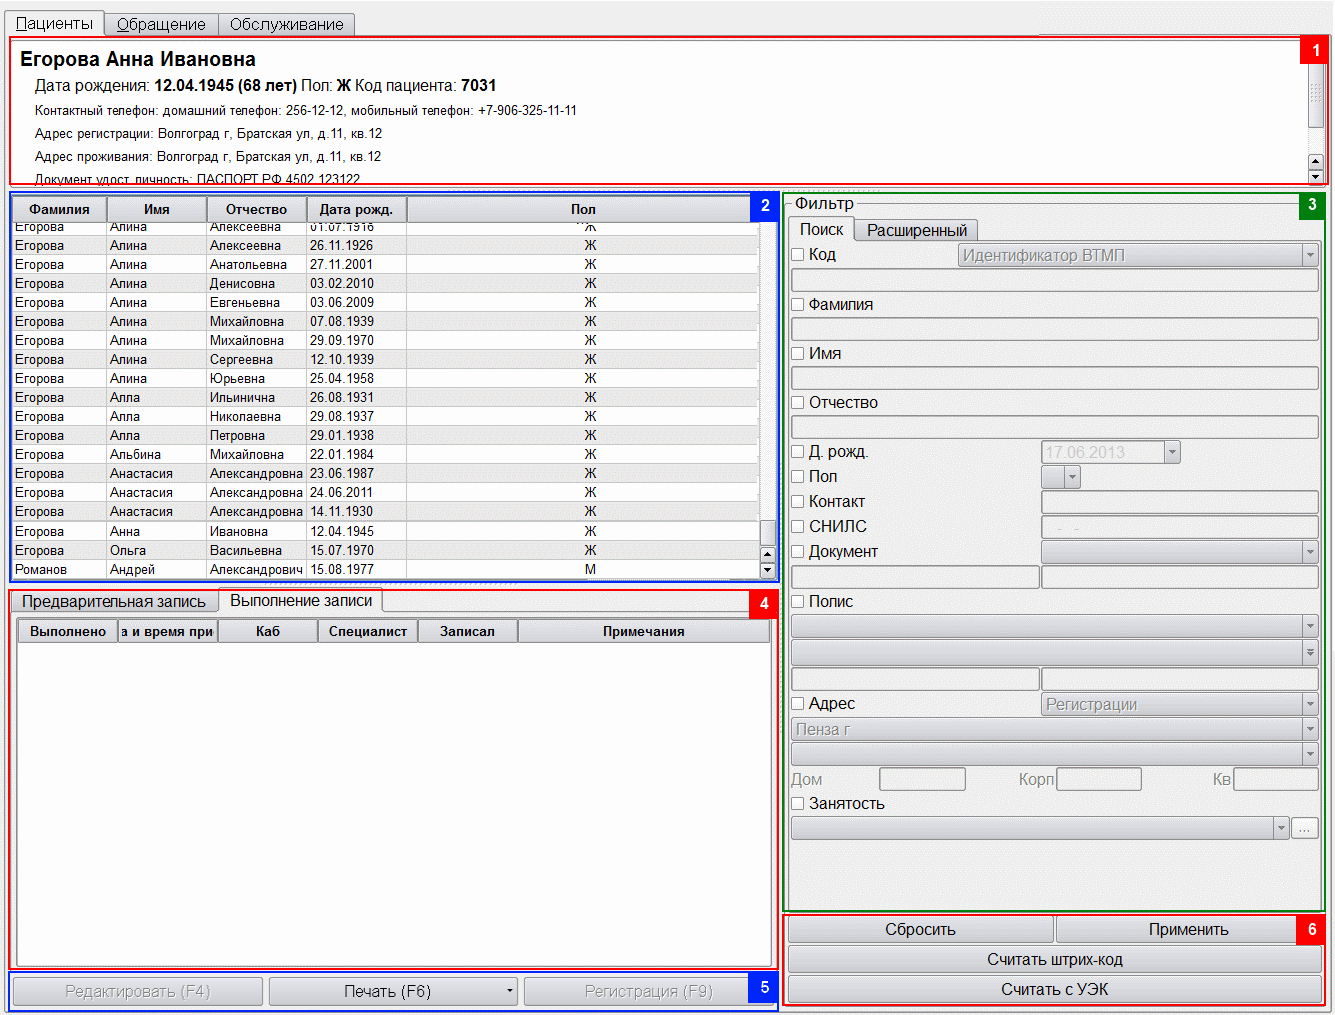 Пациенты Обращение Обслуживание
1
Егорова Анна Ивановна
Дата рождения: 12.04.1945 (68 лет) Пол: Ж Код пациента: 7031
Контактный телефон: домашний телефон: 256-12-12, мобильный телефон: +7-906-325-11-11
Адрес регистрации: Волгоград г, Братская ул, д.11, кв.12
Адрес проживания: Волгоград г, Братская ул, д.11, кв.12
Документ удост. личность: ПАСПОРТ РФ 4502 123122
2
Фамилия Имя Отчество Дата рожд. Пол
Егорова Алина Алексеевна 01.07.1916 Ж
Егорова Алина Алексеевна 26.11.1926 Ж
Егорова Алина Анатольевна 27.11.2001 Ж
Егорова Алина Денисовна 03.02.2010 Ж
Егорова Алина Евгеньевна 03.06.2009 Ж
Егорова Алина Михайловна 07.08.1939 Ж
Егорова Алина Михайловна 29.09.1970 Ж
Егорова Алина Сергеевна 12.10.1939 Ж
Егорова Алина Юрьевна 25.04.1958 Ж
Егорова Алла Ильинична 26.08.1931 Ж
Егорова Алла Николаевна 29.08.1937 Ж
Егорова Алла Петровна 29.01.1938 Ж
Егорова Альбина Михайловна 22.01.1984 Ж
Егорова Анастасия Александровна 23.06.1987 Ж
Егорова Анастасия Александровна 24.06.2011 Ж
Егорова Анастасия Александровна 14.11.1930 Ж
Егорова Анна Ивановна 12.04.1945 Ж
Егорова Ольга Васильевна 15.07.1970 Ж
Романов Андрей Александрович 15.08.1977 М
Предварительная запись Выполнение записи 4
Выполнено а и время при Каб Специалист Записал Примечания
Редактировать (F4) Печать (F6) Регистрация (F9) 5
Фильтр 3
Поиск Расширенный
Код Идентификатор ВТМП
Фамилия
Имя
Отчество
Д. рожд. 17.06.2013
Пол
Контакт
СНИЛС - -
Документ
Полис
Адрес Регистрации
Пенза г
Дом Корп Кв
Занятость
...
Сбросить Применить 6
Считать штрих-код
Считать с УЭК